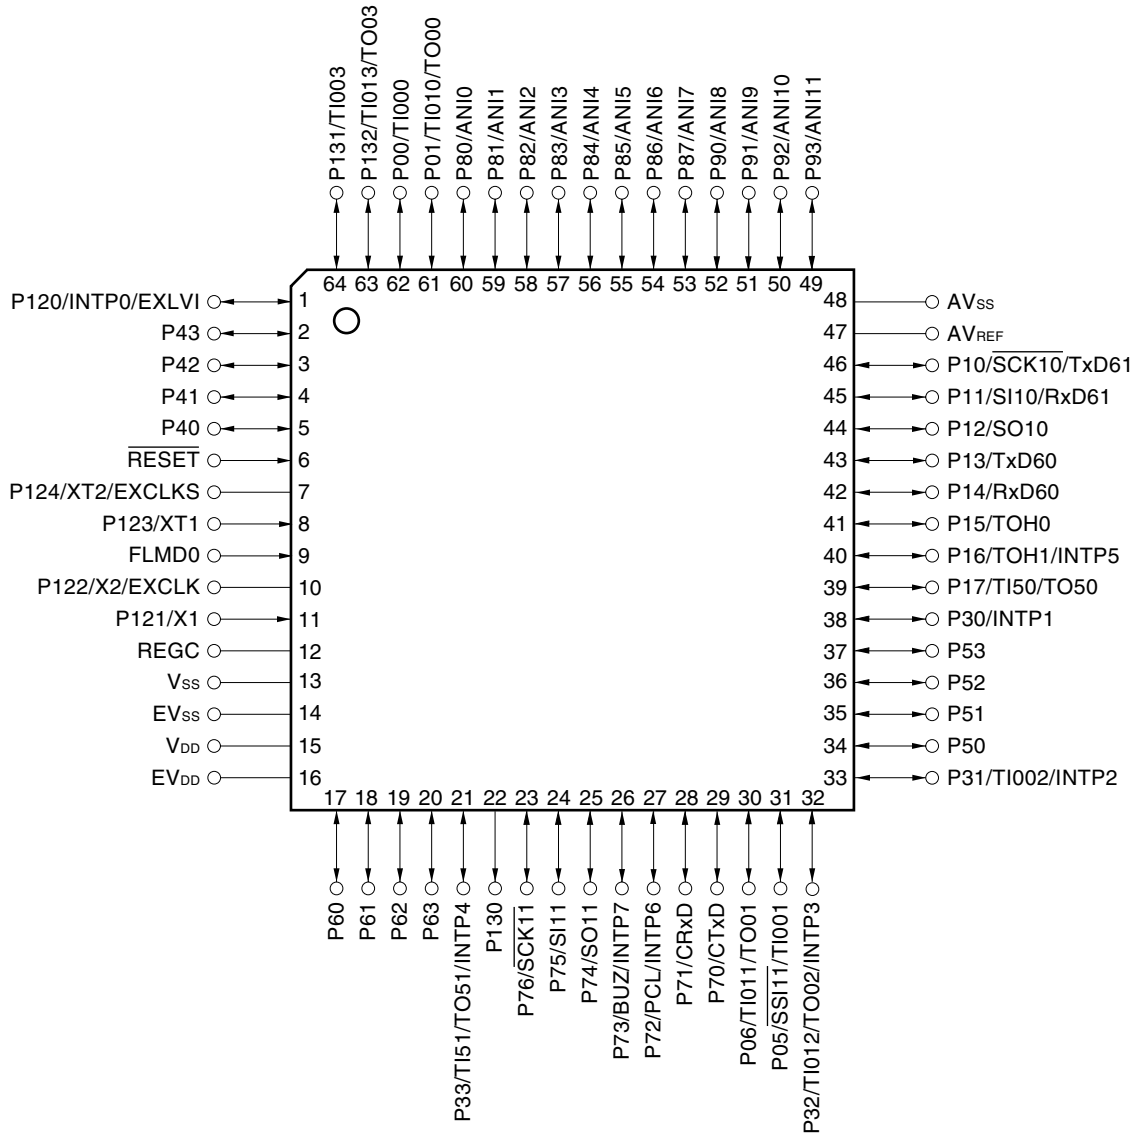 P131/TI003
P132/TI013/TO03
P00/TI000
P01/TI010/TO00
P80/ANI0
P81/ANI1
P82/ANI2
P83/ANI3
P84/ANI4
P85/ANI5
P86/ANI6
P87/ANI7
P90/ANI8
P91/ANI9
P92/ANI10
P93/ANI11
64 63 62 61 60 59 58 57 56 55 54 53 52 51 50 49
P120/INTP0/EXLVI 1
P43 2
P42 3
P41 4
P40 5
RESET 6
P124/XT2/EXCLKS 7
P123/XT1 8
FLMD0 9
P122/X2/EXCLK 10
P121/X1 11
REGC 12
VSS 13
EVSS 14
VDD 15
EVDD 16
48 AVSS
47 AVREF
46 P10/SCK10/TxD61
45 P11/SI10/RxD61
44 P12/SO10
43 P13/TxD60
42 P14/RxD60
41 P15/TOH0
40 P16/TOH1/INTP5
39 P17/TI50/TO50
38 P30/INTP1
37 P53
36 P52
35 P51
34 P50
33 P31/TI002/INTP2
17 18 19 20 21 22 23 24 25 26 27 28 29 30 31 32
P60
P61
P62
P63
P33/TI51/TO51/INTP4
P130
P76/SCK11
P75/SI11
P74/SO11
P73/BUZ/INTP7
P72/PCL/INTP6
P71/CRxD
P70/CTxD
P06/TI011/TO01
P05/SSI11/TI001
P32/TI012/TO02/INTP3